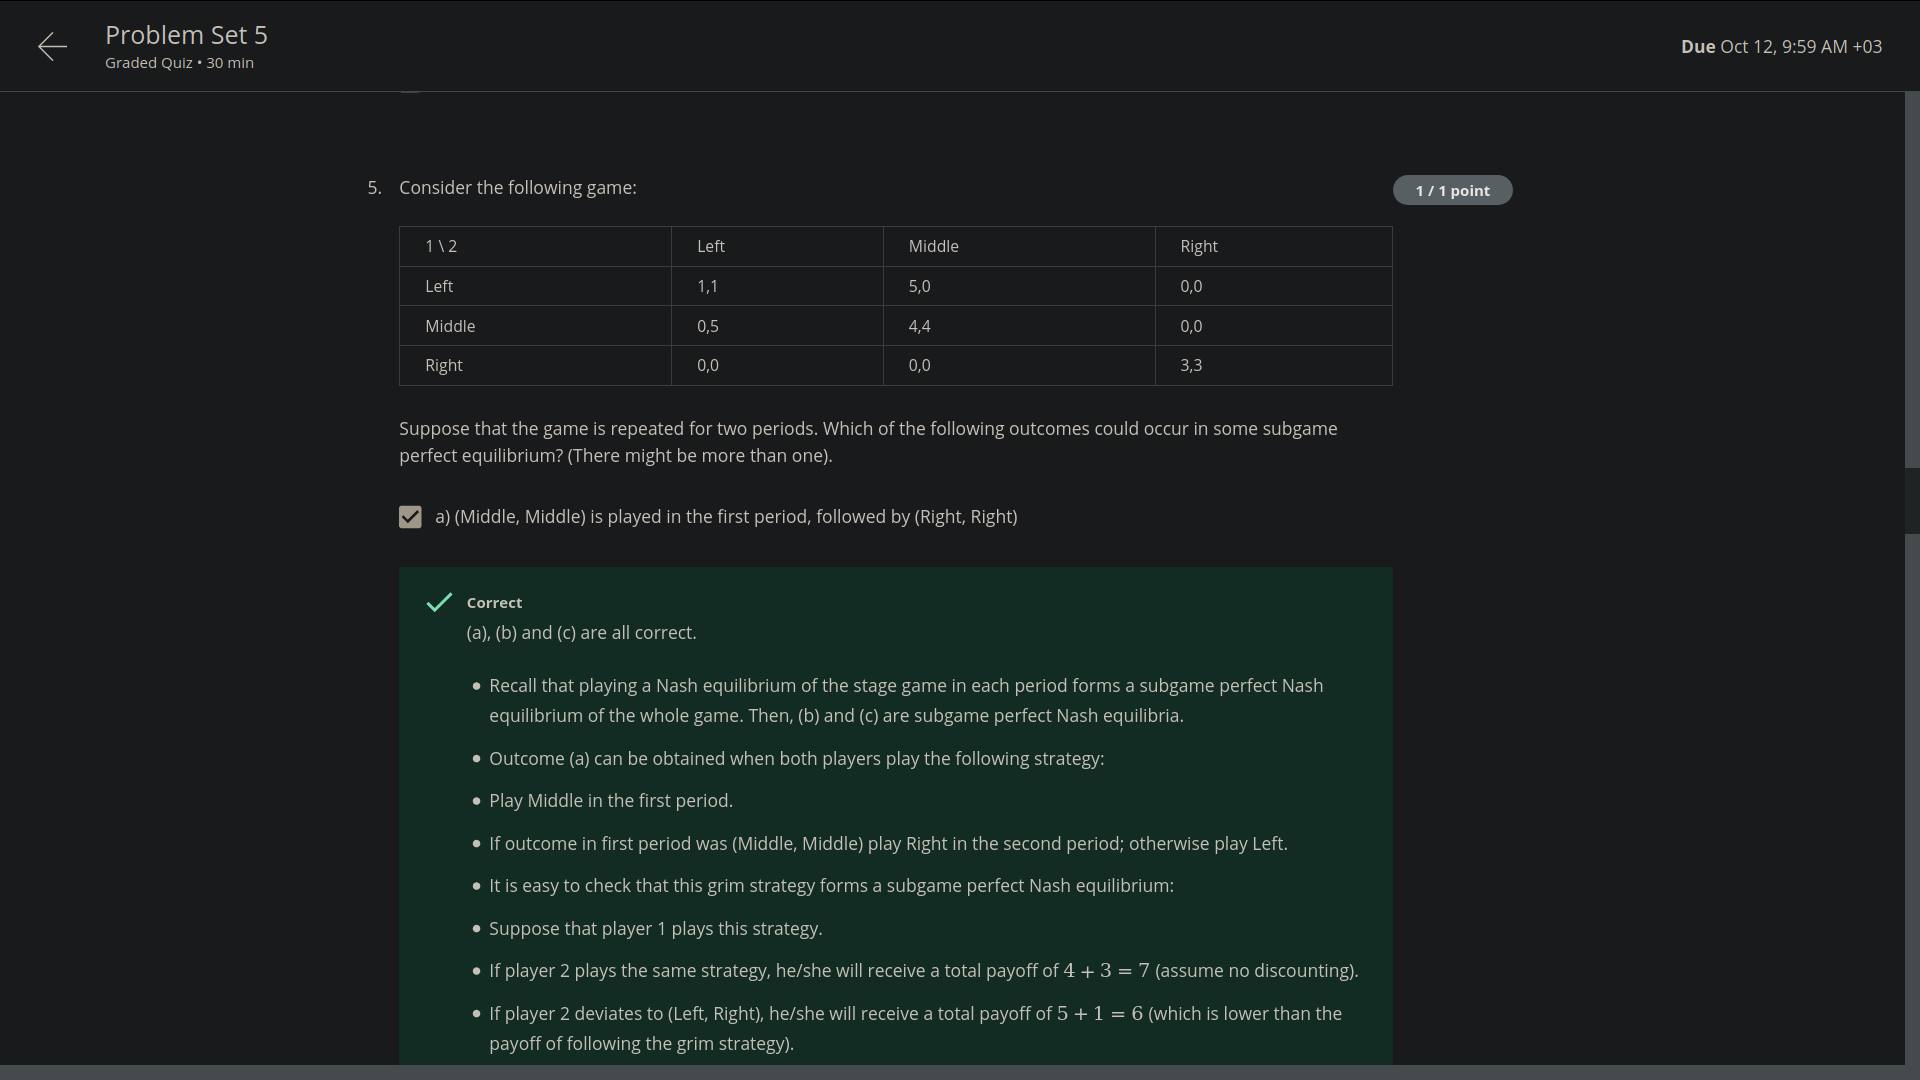 Problem Set 5
Graded Quiz • 30 min
Due Oct 12, 9:59 AM +03
5. Consider the following game:
1 / 1 point
1 \ 2 Left Middle Right
Left 1,1 5,0 0,0
Middle 0,5 4,4 0,0
Right 0,0 0,0 3,3
Suppose that the game is repeated for two periods. Which of the following outcomes could occur in some subgame
perfect equilibrium? (There might be more than one).
a) (Middle, Middle) is played in the first period, followed by (Right, Right)
Correct
(a), (b) and (c) are all correct.
• Recall that playing a Nash equilibrium of the stage game in each period forms a subgame perfect Nash
equilibrium of the whole game. Then, (b) and (c) are subgame perfect Nash equilibria.
• Outcome (a) can be obtained when both players play the following strategy:
• Play Middle in the first period.
• If outcome in first period was (Middle, Middle) play Right in the second period; otherwise play Left.
• It is easy to check that this grim strategy forms a subgame perfect Nash equilibrium:
• Suppose that player 1 plays this strategy.
• If player 2 plays the same strategy, he/she will receive a total payoff of 4 + 3 = 7 (assume no discounting).
• If player 2 deviates to (Left, Right), he/she will receive a total payoff of 5 + 1 = 6 (which is lower than the
payoff of following the grim strategy).